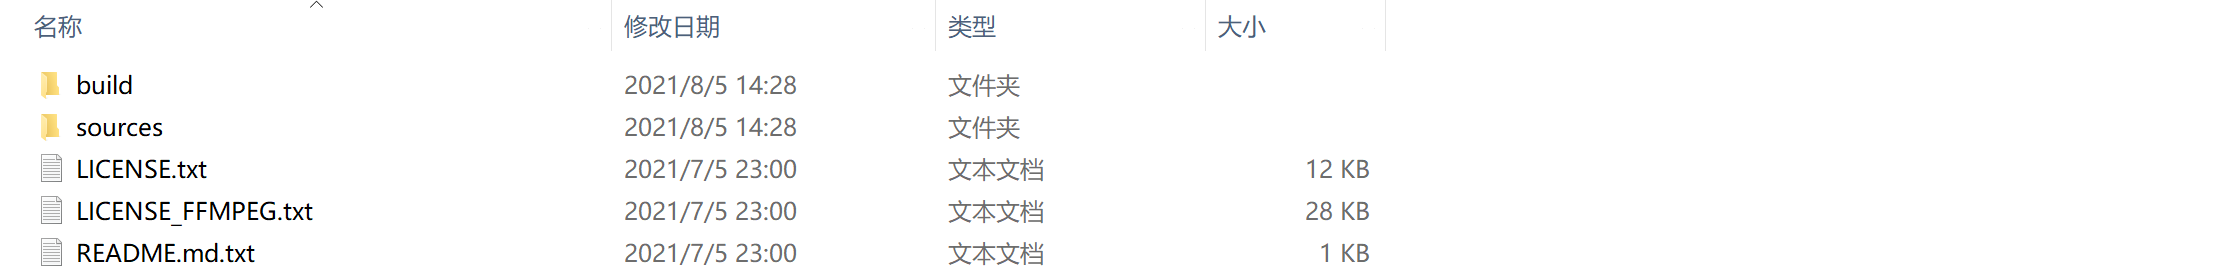 名称 修改日期 类型 大小
build 2021/8/5 14:28 文件夹
sources 2021/8/5 14:28 文件夹
LICENSE.txt 2021/7/5 23:00 文本文档 12 KB
LICENSE_FFMPEG.txt 2021/7/5 23:00 文本文档 28 KB
README.md.txt 2021/7/5 23:00 文本文档 1 KB